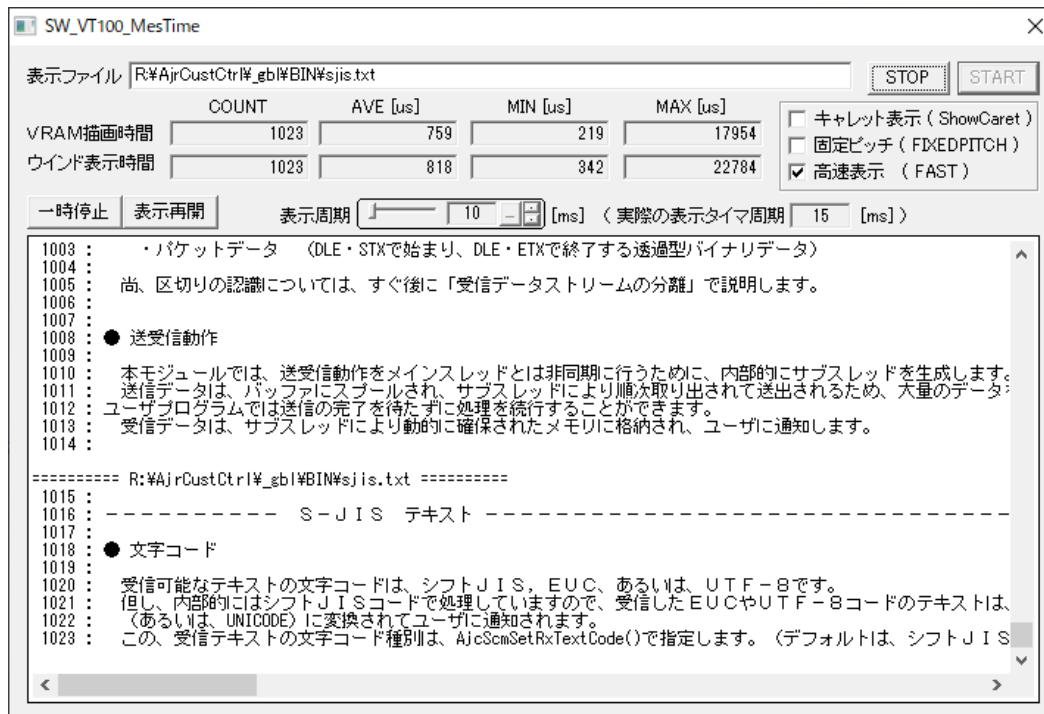 SW_VT100_MesTime
表示ファイル R:¥AjrCustCtrl¥_gbl¥BIN¥sjis.txt STOP START
COUNT AVE [us] MIN [us] MAX [us]
VRAM描画時間 1023 759 219 17954
ウインド表示時間 1023 818 342 22784
キャレット表示 ( ShowCaret )
固定ピッチ ( FIXEDPITCH )
高速表示 ( FAST )
一時停止 表示再開 表示周期 10 [ms] ( 実際の表示タイマ周期 15 [ms] )
1003 : ・パケットデータ (DLE・STXで始まり、DLE・ETXで終了する透過型バイナリデータ)
1004 :
1005 : 尚、区切りの認識については、すぐ後に「受信データストリームの分離」で説明します。
1006 :
1007 :
1008 : ● 送受信動作
1009 :
1010 : 本モジュールでは、送受信動作をメインスレッドとは非同期に行うために、内部的にサブスレッドを生成します。
1011 : 送信データは、バッファにスプールされ、サブスレッドにより順次取り出されて送出されるため、大量のデータ
1012 : ユーザプログラムでは送信の完了を待たずに処理を続行することができます。
1013 : 受信データは、サブスレッドにより動的に確保されたメモリに格納され、ユーザに通知します。
1014 :
========== R:¥AjrCustCtrl¥_gbl¥BIN¥sjis.txt ==========
1015 :
1016 : - - - - - - - - - - - S-JIS テキスト - - - - - - - - - - - - - - - - - - - - - - - - - - - - - -
1017 :
1018 : ● 文字コード
1019 :
1020 : 受信可能なテキストの文字コードは、シフトJIS，EUC、あるいは、UTF-8です。
1021 : 但し、内部的にはシフトJISコードで処理していますので、受信したEUCやUTF-8コードのテキストは、
1022 : (あるいは、UNICODE)に変換されてユーザに通知されます。
1023 : この、受信テキストの文字コード種別は、AjcScmSetRxTextCode()で指定します。(デフォルトは、シフトJIS